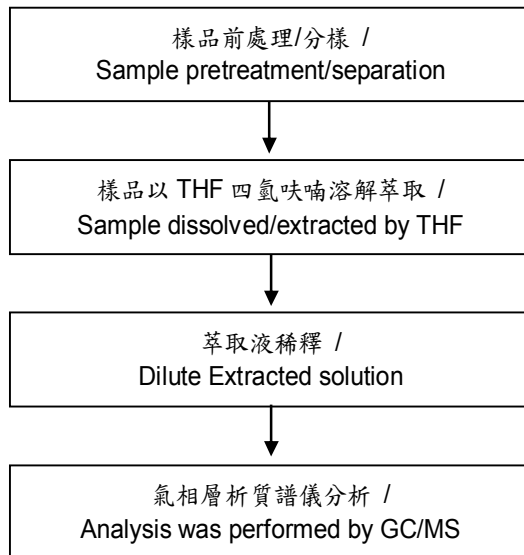 樣品前處理/分樣 /
Sample pretreatment/separation
樣品以 THF 四氫呋喃溶解萃取 /
Sample dissolved/extracted by THF
萃取液稀釋 /
Dilute Extracted solution
氣相層析質譜儀分析 /
Analysis was performed by GC/MS